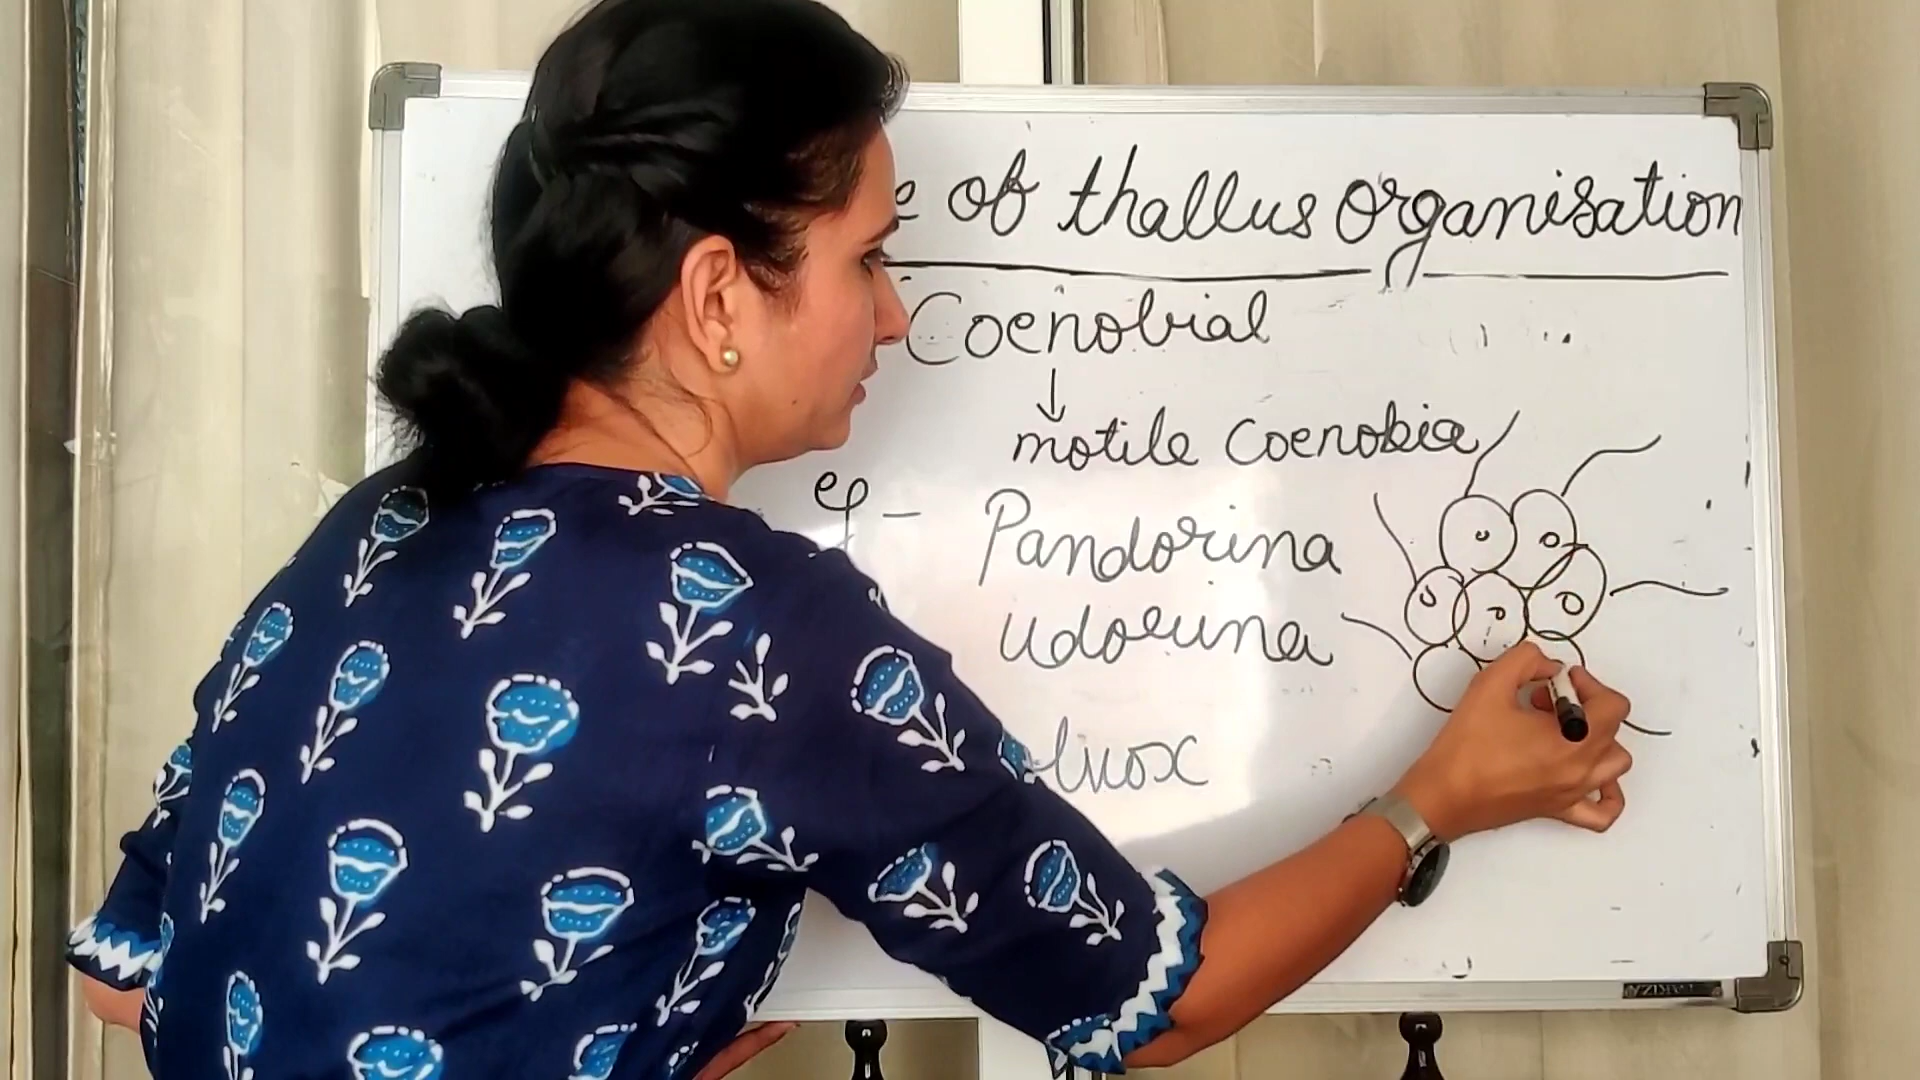 e of thallus organisation
Coenobial
↓
motile coenobia
eg - Pandorina
Udorina
lvox